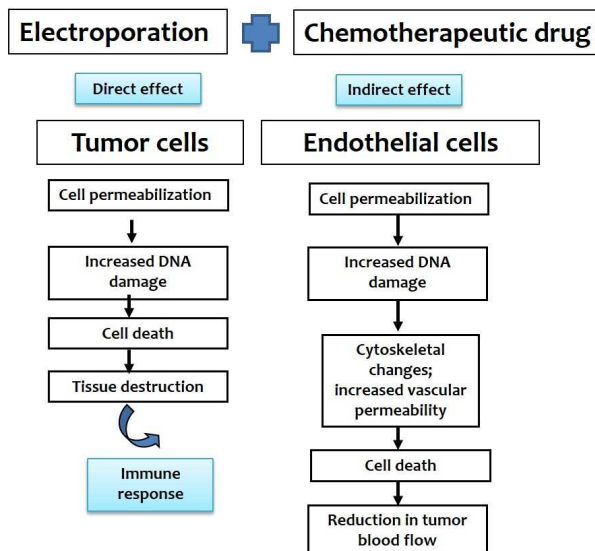 Electroporation
Chemotherapeutic drug
Direct effect
Indirect effect
Tumor cells
Endothelial cells
Cell permeabilization
Increased DNA
damage
Cell death
Tissue destruction
Immune
response
Cell permeabilization
Increased DNA
damage
Cytoskeletal
changes;
increased vascular
permeability
Cell death
Reduction in tumor
blood flow